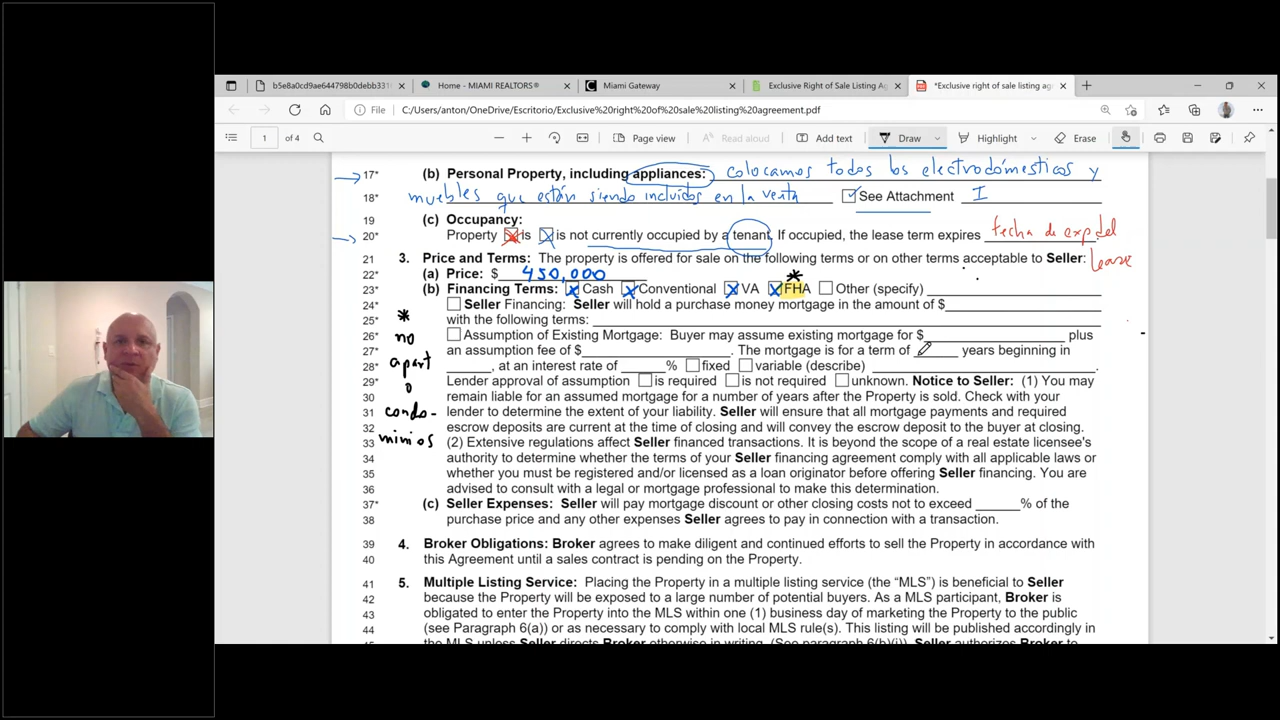 b5e8a0cd9ae644798b0debb331
Home - MIAMI REALTORS®
Miami Gateway
Exclusive Right of Sale Listing Ag
*Exclusive right of sale listing ag
File C:/Users/anton/OneDrive/Escritorio/Exclusive%20right%20of%20sale%20listing%20agreement.pdf
1 of 4 Page view Add text Draw Highlight Erase
17* (b) Personal Property, including appliances: colocamos todos los electrodómesticos y
18* muebles que están siendo incluidos en la venta See Attachment I
19 (c) Occupancy:
20* Property is is not currently occupied by a tenant. If occupied, the lease term expires fecha de exp del
lease
21 3. Price and Terms: The property is offered for sale on the following terms or on other terms acceptable to Seller:
22* (a) Price: $ 450,000
23* (b) Financing Terms: Cash Conventional VA FHA Other (specify)
*
24* Seller Financing: Seller will hold a purchase money mortgage in the amount of $
25* with the following terms:
26* Assumption of Existing Mortgage: Buyer may assume existing mortgage for $ plus
27* an assumption fee of $ . The mortgage is for a term of years beginning in
28* , at an interest rate of % fixed variable (describe) .
29* Lender approval of assumption is required is not required unknown. Notice to Seller: (1) You may
30 remain liable for an assumed mortgage for a number of years after the Property is sold. Check with your
31 lender to determine the extent of your liability. Seller will ensure that all mortgage payments and required
32 escrow deposits are current at the time of closing and will convey the escrow deposit to the buyer at closing.
33 (2) Extensive regulations affect Seller financed transactions. It is beyond the scope of a real estate licensee's
34 authority to determine whether the terms of your Seller financing agreement comply with all applicable laws or
35 whether you must be registered and/or licensed as a loan originator before offering Seller financing. You are
36 advised to consult with a legal or mortgage professional to make this determination.
*
no
apart
o
condo-
minios
37* (c) Seller Expenses: Seller will pay mortgage discount or other closing costs not to exceed % of the
38 purchase price and any other expenses Seller agrees to pay in connection with a transaction.
39 4. Broker Obligations: Broker agrees to make diligent and continued efforts to sell the Property in accordance with
40 this Agreement until a sales contract is pending on the Property.
41 5. Multiple Listing Service: Placing the Property in a multiple listing service (the “MLS”) is beneficial to Seller
42 because the Property will be exposed to a large number of potential buyers. As a MLS participant, Broker is
43 obligated to enter the Property into the MLS within one (1) business day of marketing the Property to the public
44 (see Paragraph 6(a)) or as necessary to comply with local MLS rule(s). This listing will be published accordingly in
the MLS unless Seller directs Broker otherwise in writing. (See paragraph 6(b)(i)). Seller authorizes Broker to